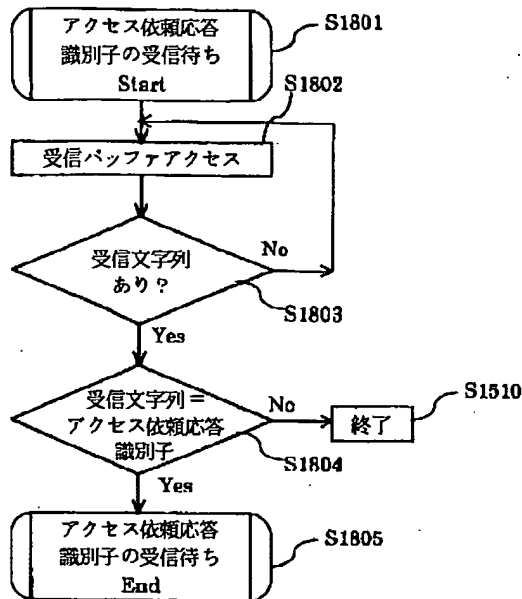 アクセス依頼応答
識別子の受信待ち
Start
S1801
S1802
受信バッファアクセス
受信文字列
あり？
No
S1803
Yes
受信文字列＝
アクセス依頼応答
識別子
No
S1804
終了
S1510
Yes
アクセス依頼応答
識別子の受信待ち
End
S1805